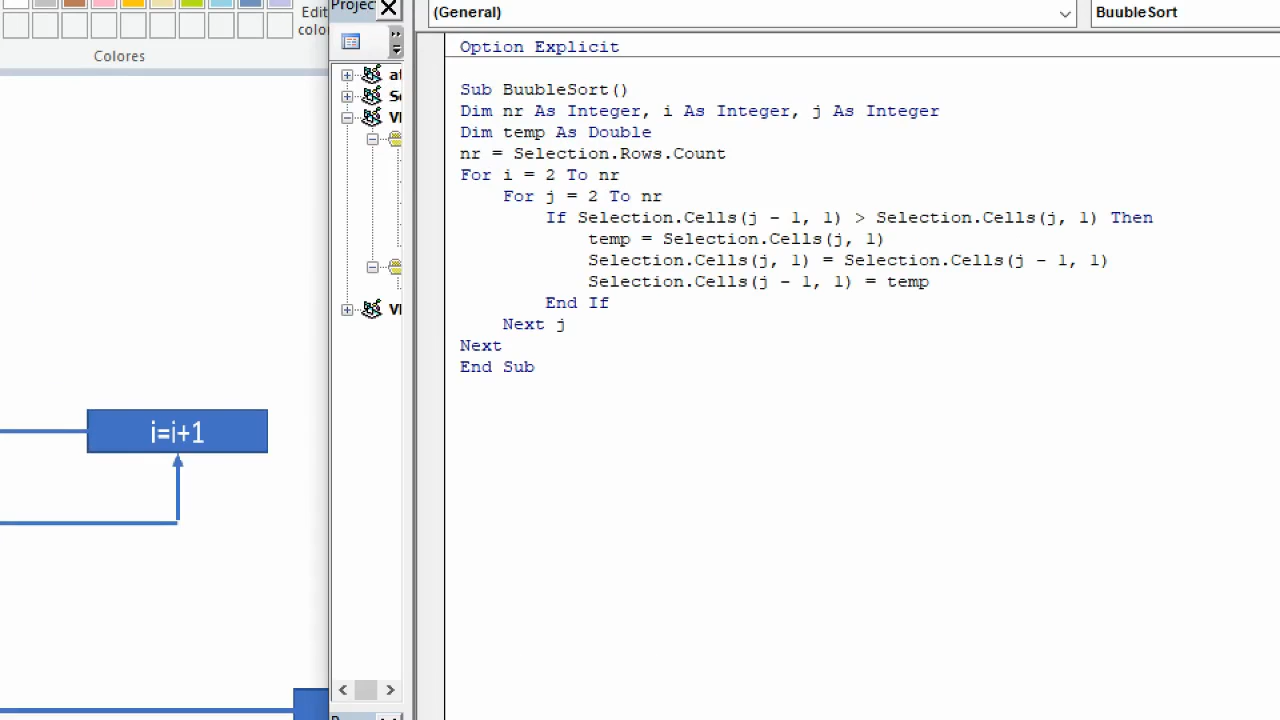 Edit
colo
Colores
i=i+1
Project
(General)
BuubleSort
Option Explicit
Sub BuubleSort()
Dim nr As Integer, i As Integer, j As Integer
Dim temp As Double
nr = Selection.Rows.Count
For i = 2 To nr
For j = 2 To nr
If Selection.Cells(j - 1, 1) > Selection.Cells(j, 1) Then
temp = Selection.Cells(j, 1)
Selection.Cells(j, 1) = Selection.Cells(j - 1, 1)
Selection.Cells(j - 1, 1) = temp
End If
Next j
Next
End Sub